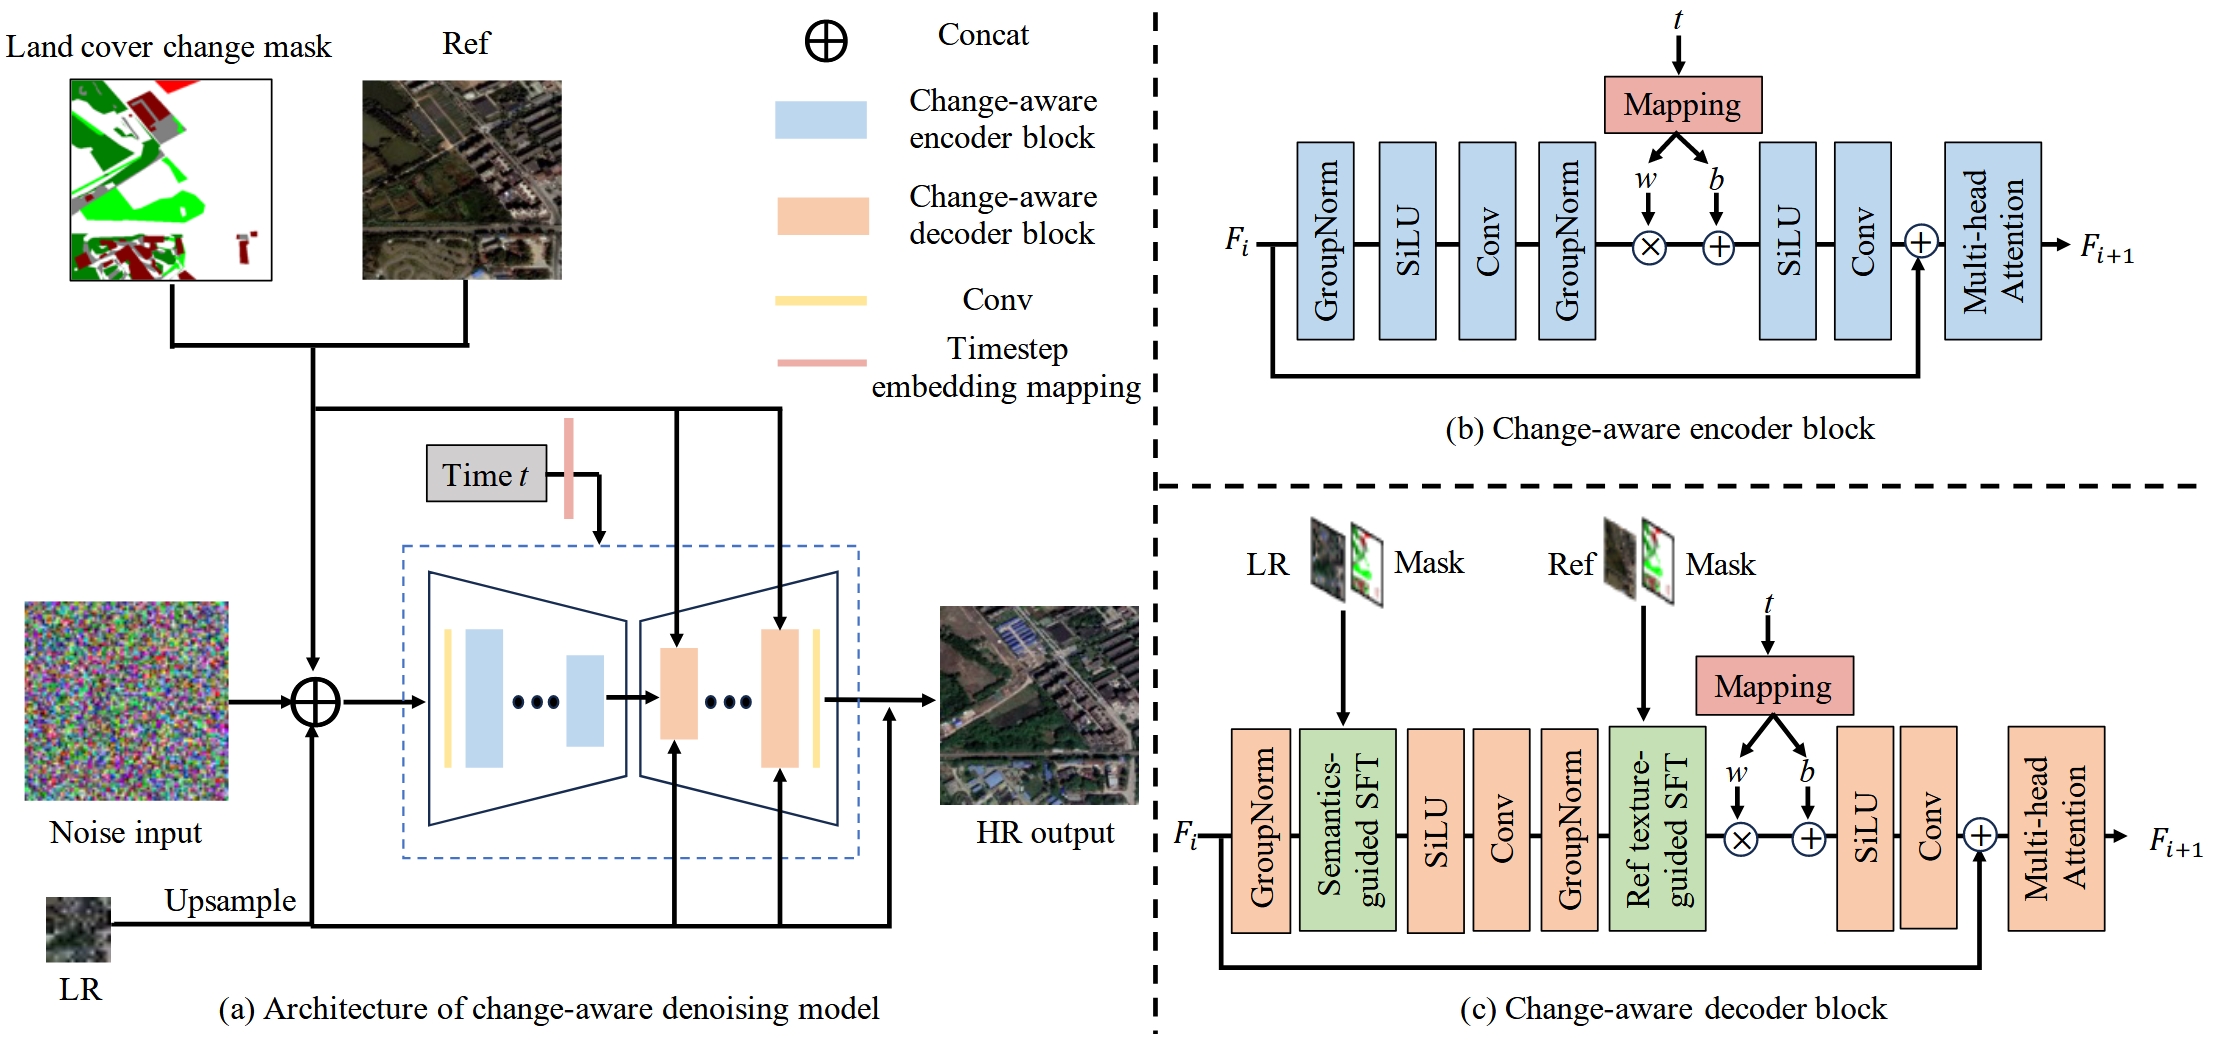 Land cover change mask
Ref
Concat
Change-aware
encoder block
Change-aware
decoder block
Conv
Timestep
embedding mapping
Time t
Noise input
HR output
Upsample
LR
(a) Architecture of change-aware denoising model
t
Mapping
w
b
F_i
GroupNorm
SiLU
Conv
GroupNorm
SiLU
Conv
Multi-head
Attention
F_{i+1}
(b) Change-aware encoder block
LR
Mask
Ref
Mask
t
Mapping
w
b
F_i
GroupNorm
Semantics-
guided SFT
SiLU
Conv
GroupNorm
Ref texture-
guided SFT
SiLU
Conv
Multi-head
Attention
F_{i+1}
(c) Change-aware decoder block